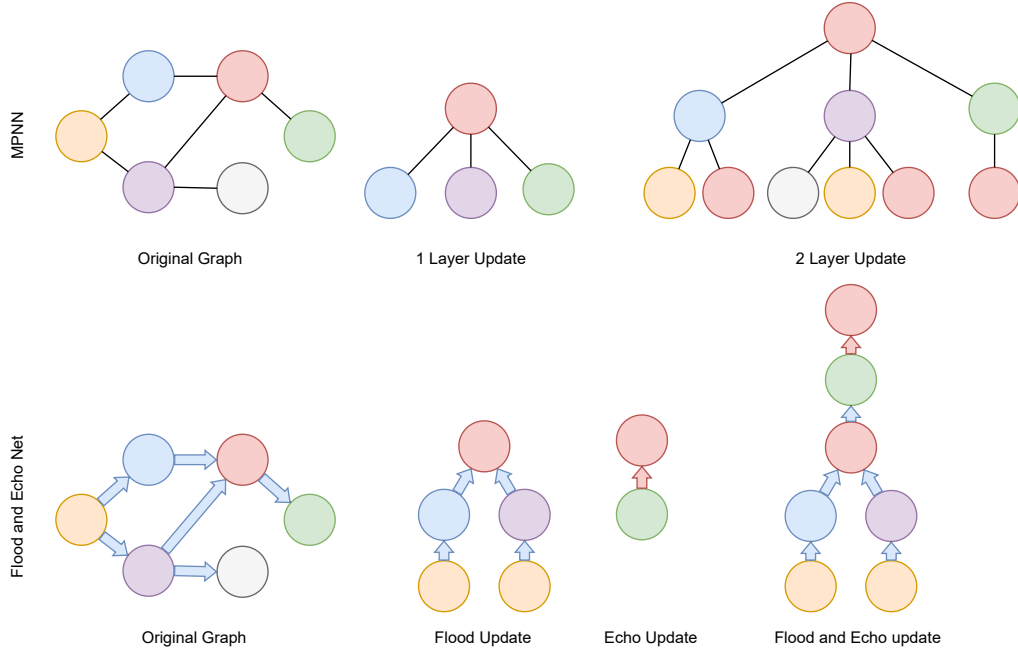 MPNN
Original Graph
1 Layer Update
2 Layer Update
Flood and Echo Net
Original Graph
Flood Update
Echo Update
Flood and Echo update